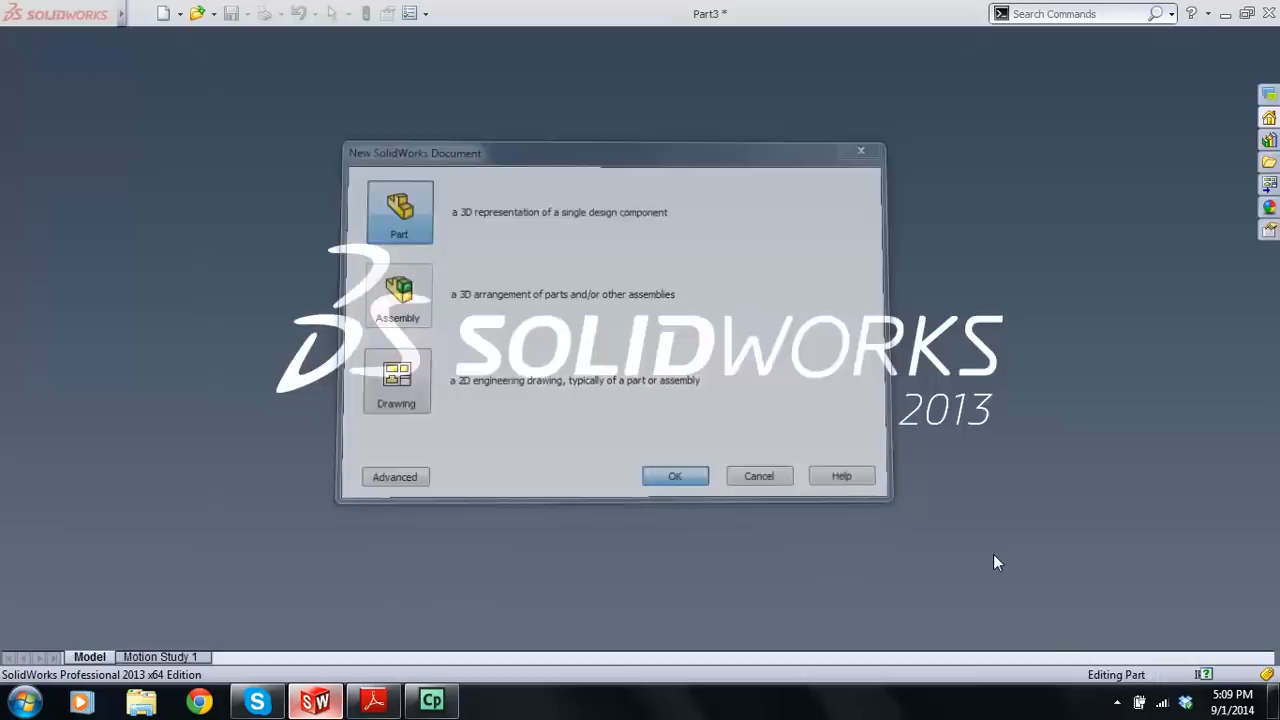 SOLIDWORKS
Part3 *
Search Commands
New SolidWorks Document
Part
a 3D representation of a single design component
Assembly
a 3D arrangement of parts and/or other assemblies
SOLIDWORKS
Drawing
a 2D engineering drawing, typically of a part or assembly
2013
Advanced
OK
Cancel
Help
Model
Motion Study 1
SolidWorks Professional 2013 x64 Edition
Editing Part
5:09 PM
9/1/2014